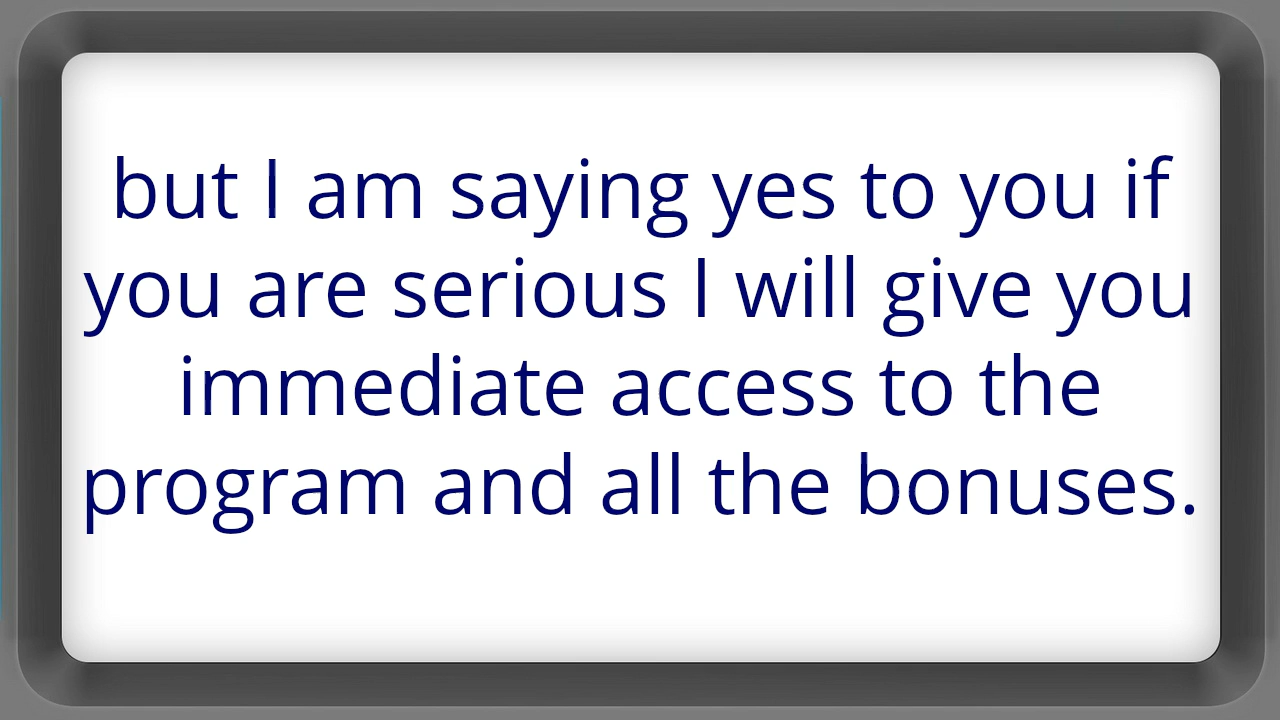 but I am saying yes to you if
you are serious I will give you
immediate access to the
program and all the bonuses.